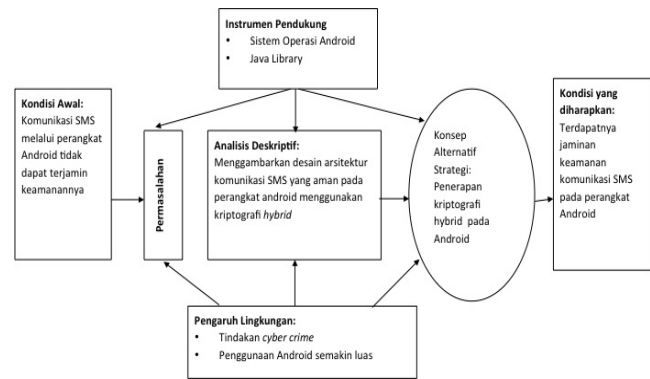 Instrumen Pendukung
• Sistem Operasi Android
• Java Library
Kondisi Awal:
Komunikasi SMS
melalui perangkat
Android tidak
dapat terjamin
keamanannya
Permasalahan
Analisis Deskriptif:
Menggambarkan desain arsitektur
komunikasi SMS yang aman pada
perangkat android menggunakan
kriptografi hybrid
Konsep
Alternatif
Strategi:
Penerapan
kriptografi
hybrid pada
Android
Kondisi yang
diharapkan:
Terdapatnya
jaminan
keamanan
komunikasi SMS
pada perangkat
Android
Pengaruh Lingkungan:
• Tindakan cyber crime
• Penggunaan Android semakin luas